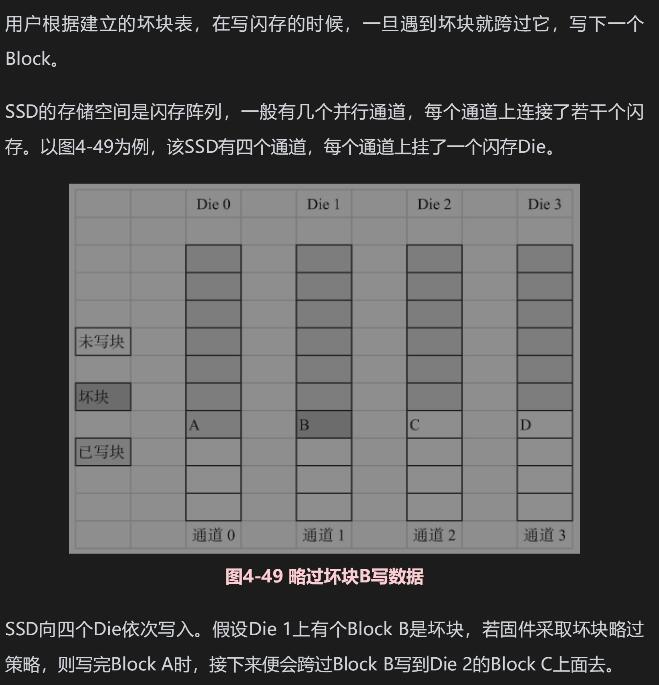 用户根据建立的坏块表，在写闪存的时候，一旦遇到坏块就跨过它，写下一个
Block。
SSD的存储空间是闪存阵列，一般有几个并行通道，每个通道上连接了若干个闪
存。以图4-49为例，该SSD有四个通道，每个通道上挂了一个闪存Die。
Die 0 Die 1 Die 2 Die 3
未写块
坏块
A B C D
已写块
通道 0 通道 1 通道 2 通道 3
图4-49 略过坏块B写数据
SSD向四个Die依次写入。假设Die 1上有个Block B是坏块，若固件采取坏块略过
策略，则写完Block A时，接下来便会跨过Block B写到Die 2的Block C上面去。